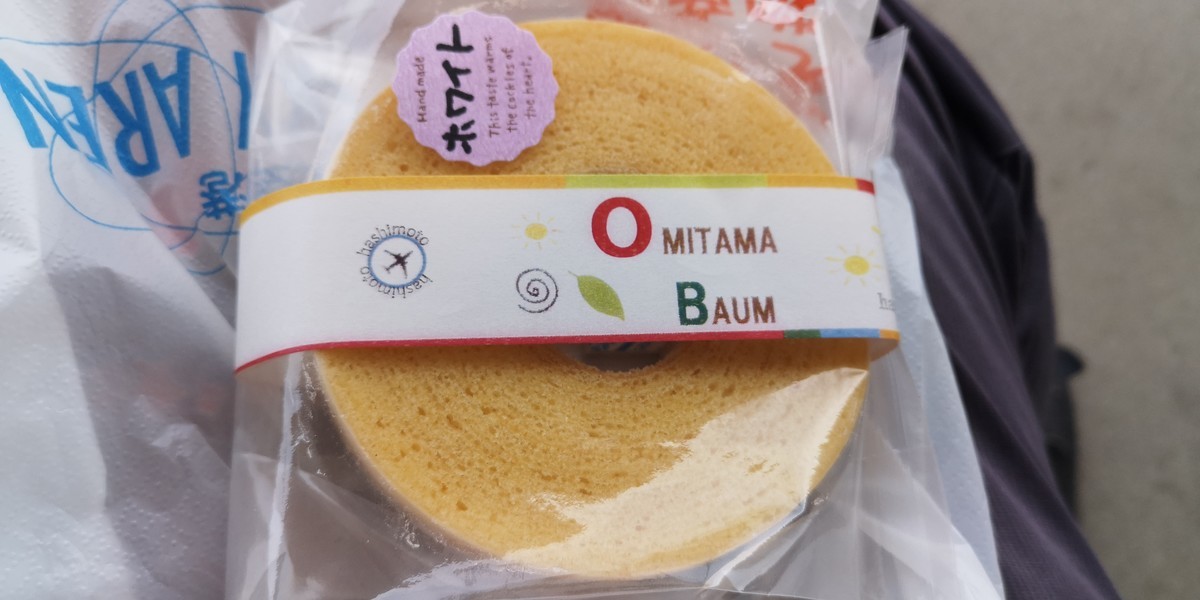 Hand made
ホワイト
This taste warms
the cockles of
the heart.
OMITAMA
BAUM
hashimoto
hashimoto